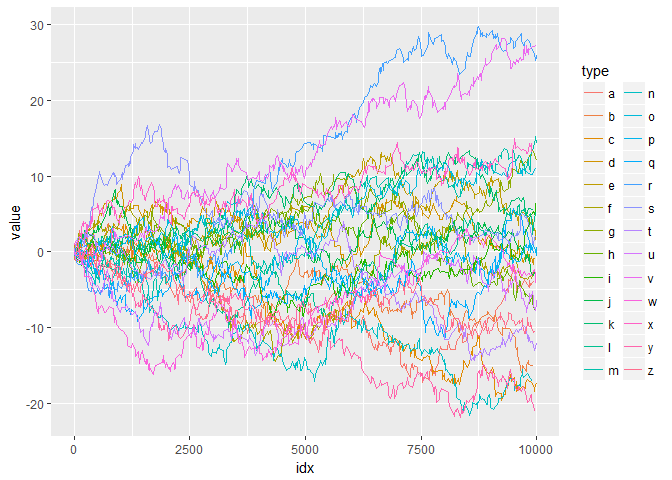 30
20
10
0
-10
-20
value
0 2500 5000 7500 10000
idx
type
a n
b o
c p
d q
e r
f s
g t
h u
i v
j w
k x
l y
m z